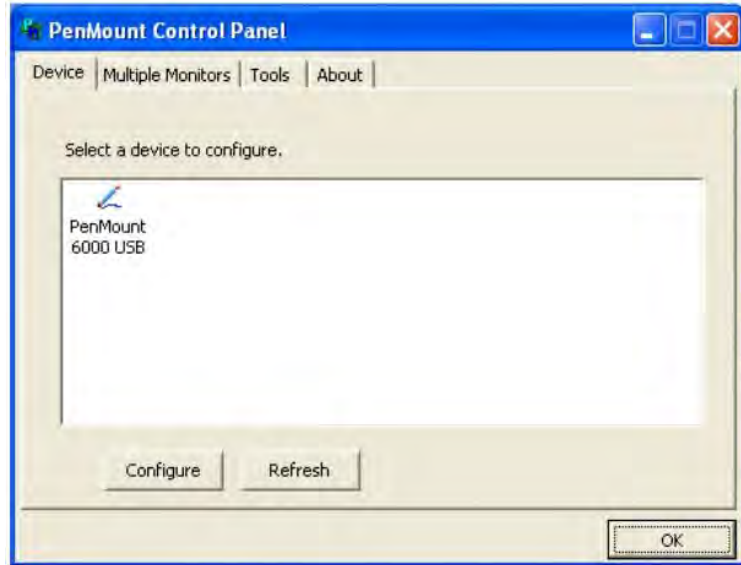 PenMount Control Panel
Device Multiple Monitors Tools About
Select a device to configure.
PenMount
6000 USB
Configure Refresh
OK